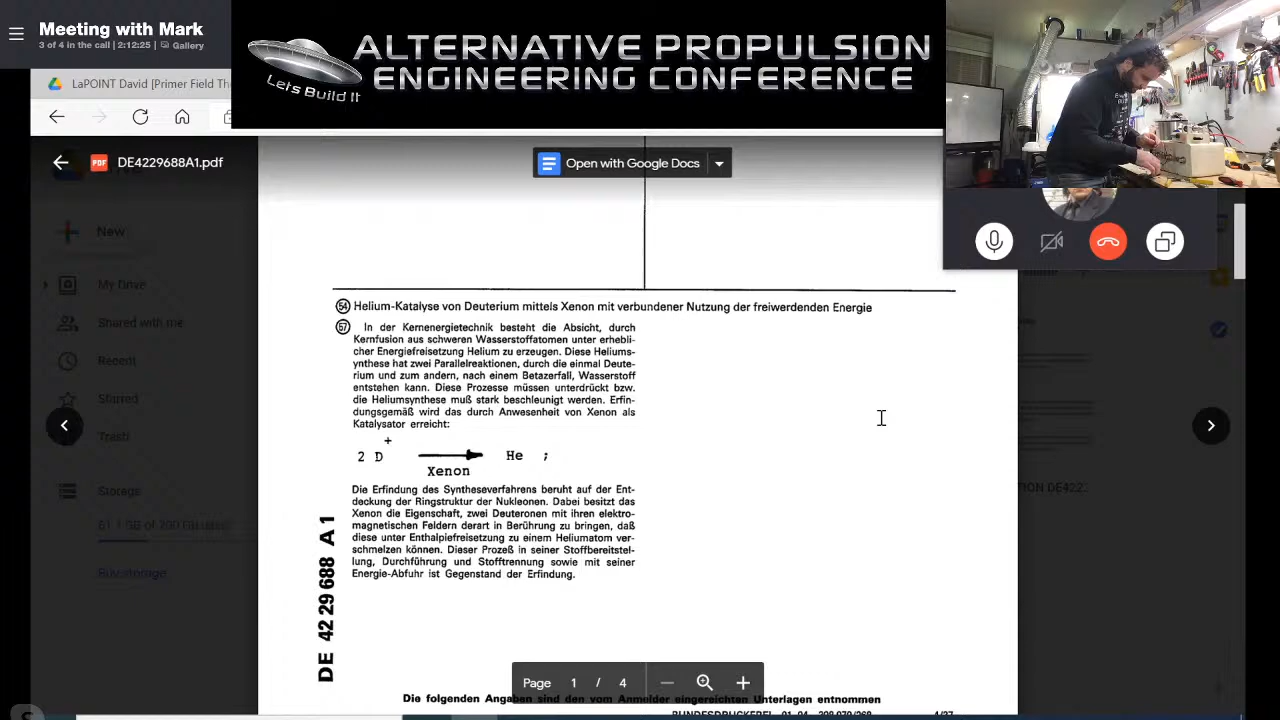 Meeting with Mark
3 of 4 in the call | 2:12:25 | Gallery
Lets Build It
ALTERNATIVE PROPULSION
ENGINEERING CONFERENCE
LaPOINT David [Primer Field Th
DE4229688A1.pdf
Open with Google Docs
New
My Drive
Shared with me
Recent
Starred
Trash
Storage
61.1 GB of 200 GB used
Buy storage
54 Helium-Katalyse von Deuterium mittels Xenon mit verbundener Nutzung der freiwerdenden Energie
57 In der Kernenergietechnik besteht die Absicht, durch
Kernfusion aus schweren Wasserstoffatomen unter erhebli-
cher Energiefreisetzung Helium zu erzeugen. Diese Heliums-
ynthese hat zwei Parallelreaktionen, durch die einmal Deute-
rium und zum andern, nach einem Betazerfall, Wasserstoff
entstehen kann. Diese Prozesse müssen unterdrückt bzw.
die Heliumsynthese muß stark beschleunigt werden. Erfin-
dungsgemäß wird das durch Anwesenheit von Xenon als
Katalysator erreicht:
+
2 D He ;
Xenon
Die Erfindung des Syntheseverfahrens beruht auf der Ent-
deckung der Ringstruktur der Nukleonen. Dabei besitzt das
Xenon die Eigenschaft, zwei Deuteronen mit ihren elektro-
magnetischen Feldern derart in Berührung zu bringen, daß
diese unter Enthalpiefreisetzung zu einem Heliumatom ver-
schmelzen können. Dieser Prozeß in seiner Stoffbereitstel-
lung, Durchführung und Stofftrennung sowie mit seiner
Energie-Abfuhr ist Gegenstand der Erfindung.
DE 42 29 688 A1
Page 1 / 4
Die folgenden Angaben sind den vom Anmelder eingereichten Unterlagen entnommen